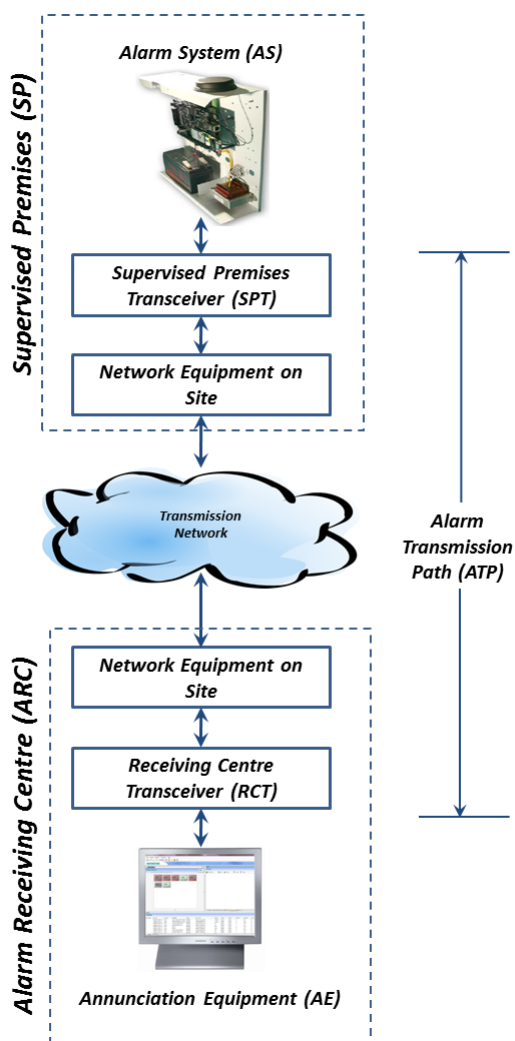 Supervised Premises (SP)
Alarm System (AS)
Supervised Premises
Transceiver (SPT)
Network Equipment on
Site
Transmission
Network
Alarm
Transmission
Path (ATP)
Alarm Receiving Centre (ARC)
Network Equipment on
Site
Receiving Centre
Transceiver (RCT)
Annunciation Equipment (AE)